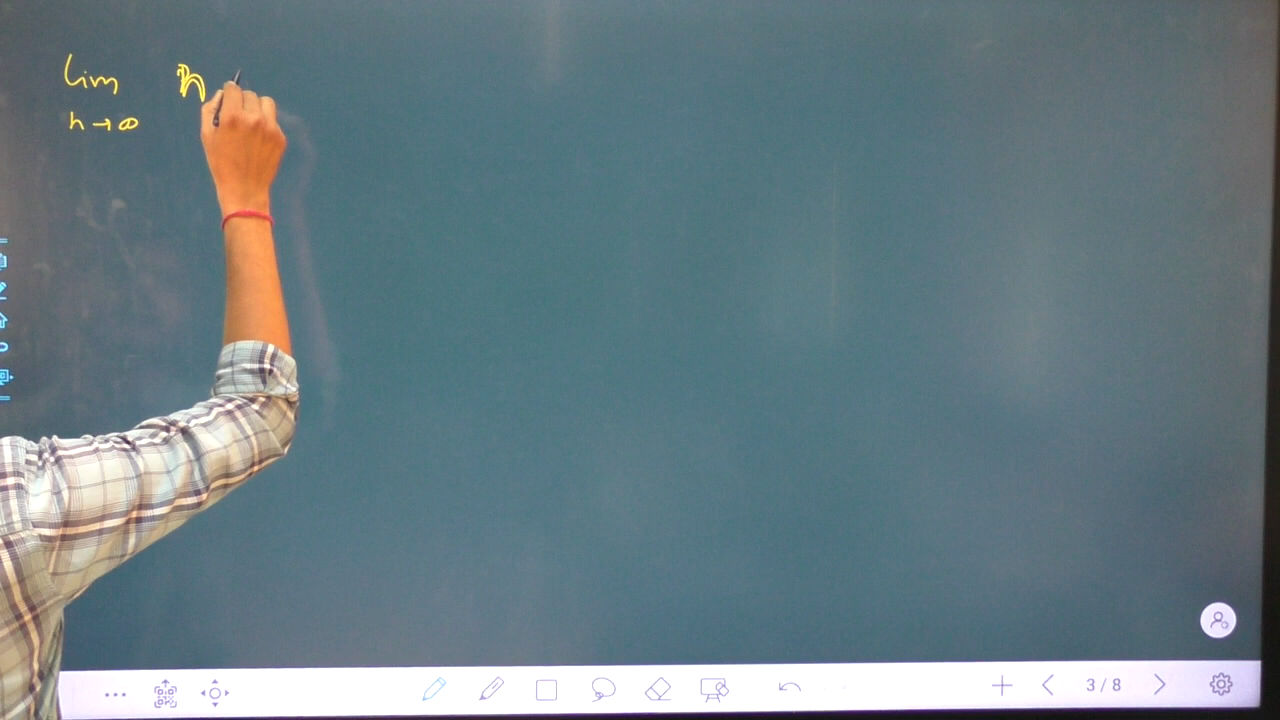 lim n
n → ∞
3 / 8